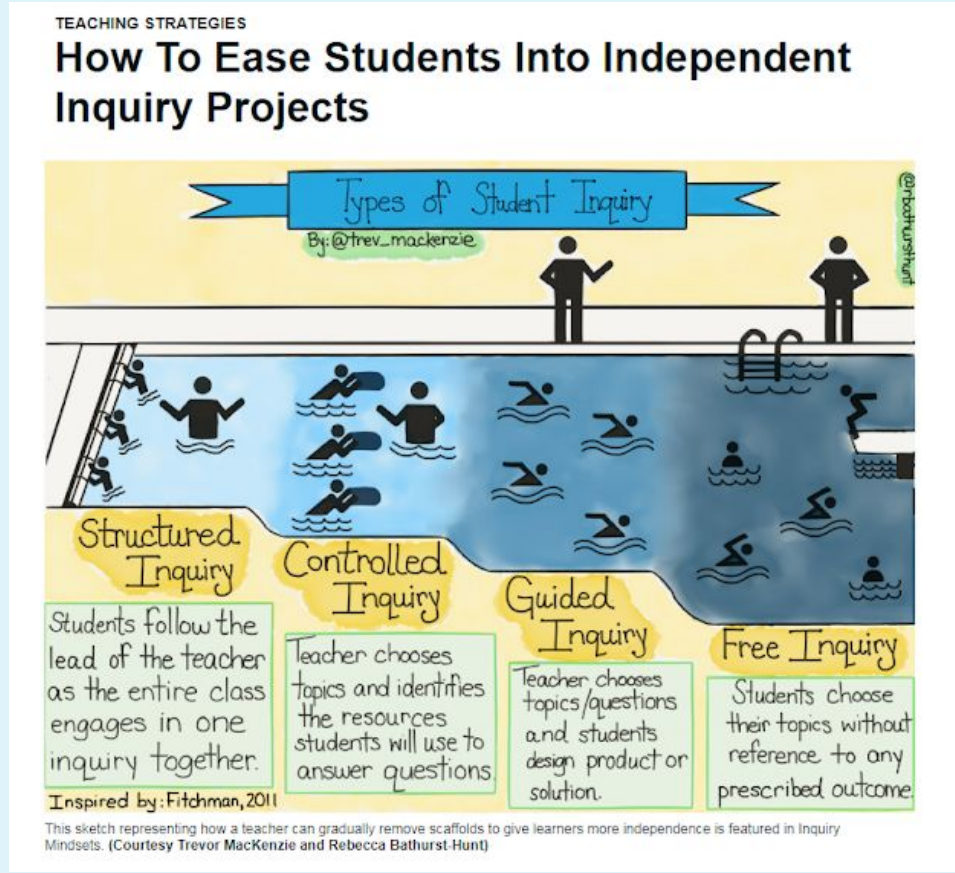 TEACHING STRATEGIES
How To Ease Students Into Independent
Inquiry Projects
Types of Student Inquiry
By:@trev_mackenzie
@rbathursthunt
Structured
Inquiry
Students follow the
lead of the teacher
as the entire class
engages in one
inquiry together.
Controlled
Inquiry
Teacher chooses
topics and identifies
the resources
students will use to
answer questions.
Guided
Inquiry
Teacher chooses
topics/questions
and students
design product or
solution.
Free Inquiry
Students choose
their topics without
reference to any
prescribed outcome.
Inspired by: Fitchman, 2011
This sketch representing how a teacher can gradually remove scaffolds to give learners more independence is featured in Inquiry
Mindsets. (Courtesy Trevor MacKenzie and Rebecca Bathurst-Hunt)